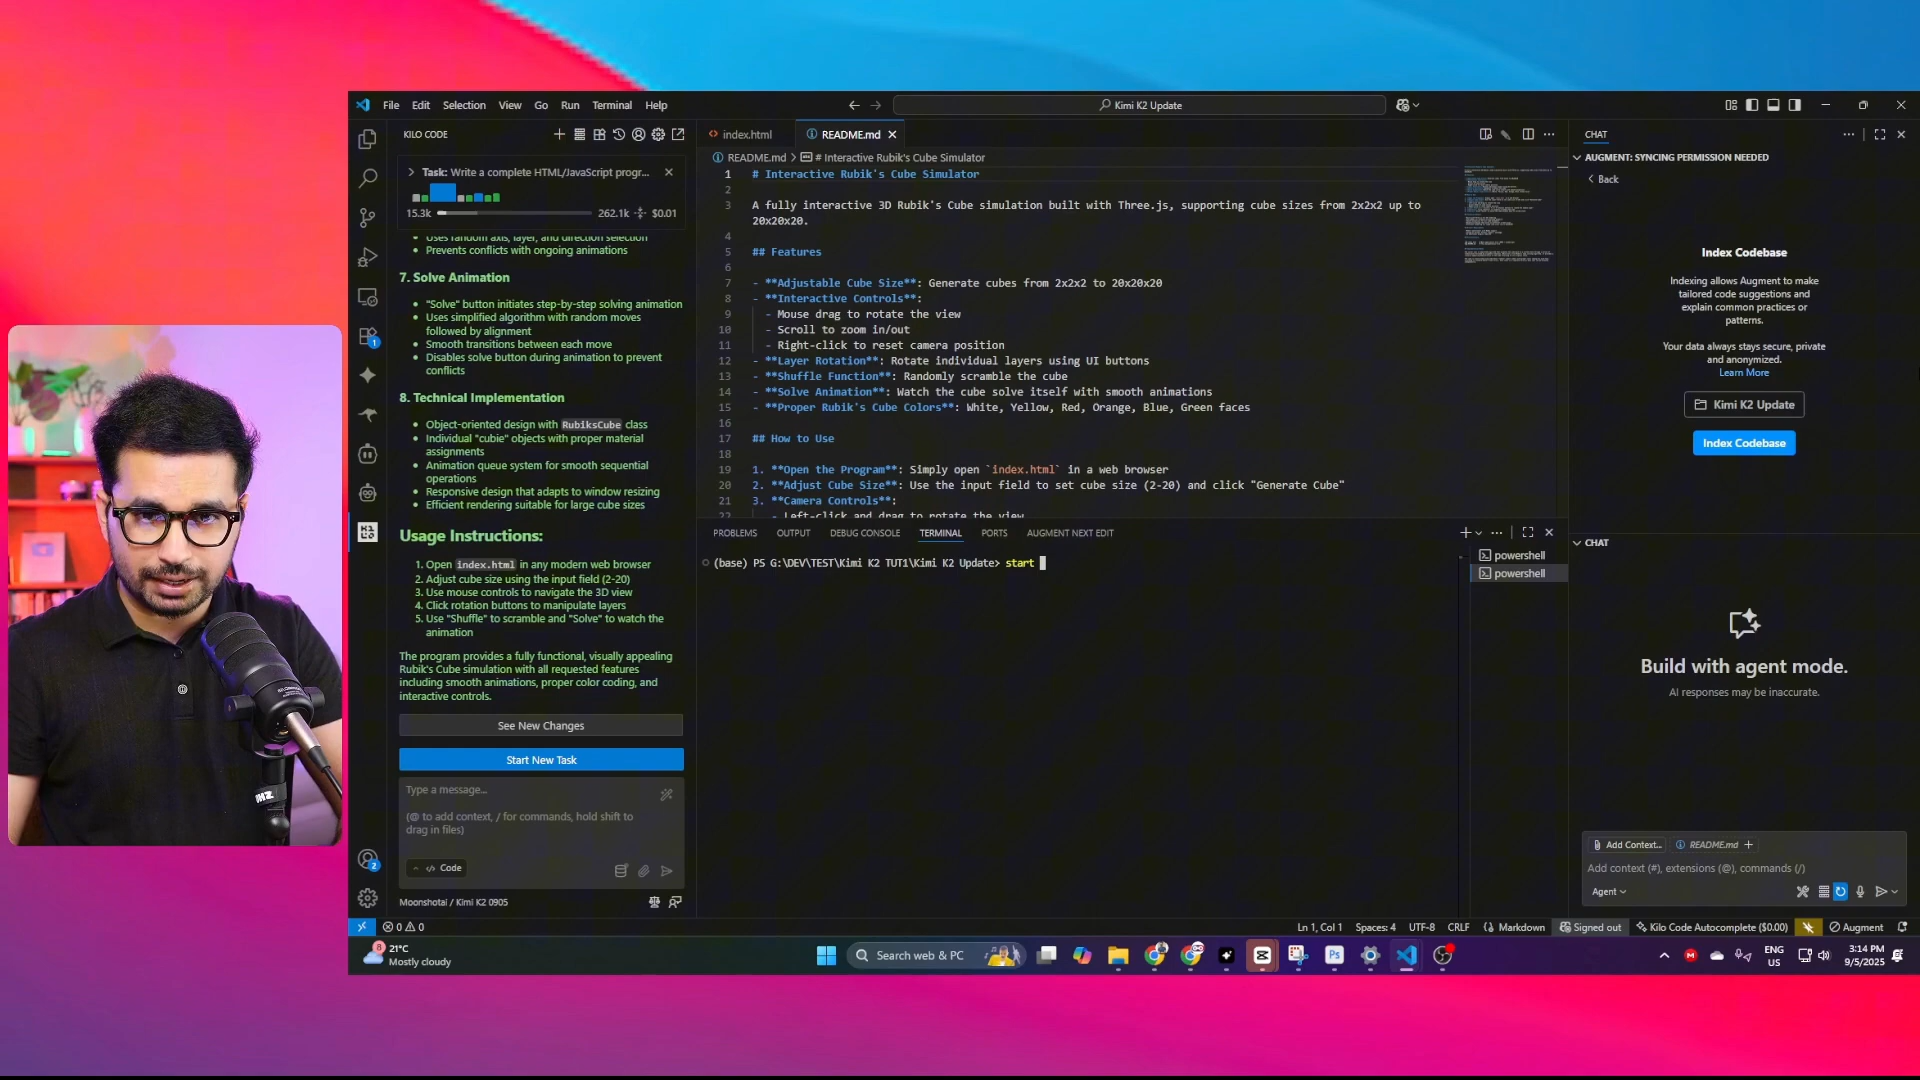 File Edit Selection View Go Run Terminal Help
Kimi K2 Update
KILO CODE
Task: Write a complete HTML/JavaScript progr...
15.3k 262.1k $0.01
Uses random axis, layer, and direction selection
Prevents conflicts with ongoing animations
7. Solve Animation
"Solve" button initiates step-by-step solving animation
Uses simplified algorithm with random moves
followed by alignment
Smooth transitions between each move
Disables solve button during animation to prevent
conflicts
8. Technical Implementation
Object-oriented design with RubiksCube class
Individual "cubie" objects with proper material
assignments
Animation queue system for smooth sequential
operations
Responsive design that adapts to window resizing
Efficient rendering suitable for large cube sizes
Usage Instructions:
1. Open index.html in any modern web browser
2. Adjust cube size using the input field (2-20)
3. Use mouse controls to navigate the 3D view
4. Click rotation buttons to manipulate layers
5. Use "Shuffle" to scramble and "Solve" to watch the
animation
The program provides a fully functional, visually appealing
Rubik's Cube simulation with all requested features
including smooth animations, proper color coding, and
interactive controls.
See New Changes
Start New Task
Type a message...
(@ to add context, / for commands, hold shift to
drag in files)
Code
Moonshotai / Kimi K2 0905
index.html README.md
README.md > # Interactive Rubik's Cube Simulator
1 # Interactive Rubik's Cube Simulator
2
3 A fully interactive 3D Rubik's Cube simulation built with Three.js, supporting cube sizes from 2x2x2 up to
20x20x20.
4
5 ## Features
6
7 - **Adjustable Cube Size**: Generate cubes from 2x2x2 to 20x20x20
8 - **Interactive Controls**:
9 - Mouse drag to rotate the view
10 - Scroll to zoom in/out
11 - Right-click to reset camera position
12 - **Layer Rotation**: Rotate individual layers using UI buttons
13 - **Shuffle Function**: Randomly scramble the cube
14 - **Solve Animation**: Watch the cube solve itself with smooth animations
15 - **Proper Rubik's Cube Colors**: White, Yellow, Red, Orange, Blue, Green faces
16
17 ## How to Use
18
19 1. **Open the Program**: Simply open `index.html` in a web browser
20 2. **Adjust Cube Size**: Use the input field to set cube size (2-20) and click "Generate Cube"
21 3. **Camera Controls**:
22 - Left-click and drag to rotate the view
PROBLEMS OUTPUT DEBUG CONSOLE TERMINAL PORTS AUGMENT NEXT EDIT
(base) PS G:\DEV\TEST\Kimi K2 TUT1\Kimi K2 Update> start
powershell
powershell
CHAT
AUGMENT: SYNCING PERMISSION NEEDED
< Back
Index Codebase
Indexing allows Augment to make
tailored code suggestions and
explain common practices or
patterns.
Your data always stays secure, private
and anonymized.
Learn More
Kimi K2 Update
Index Codebase
CHAT
Build with agent mode.
AI responses may be inaccurate.
Add Context... README.md +
Add context (#), extensions (@), commands (/)
Agent
0 0
Ln 1, Col 1 Spaces: 4 UTF-8 CRLF Markdown Signed out Kilo Code Autocomplete ($0.00) Augment
21°C
Mostly cloudy
Search web & PC
ENG
US
3:14 PM
9/5/2025